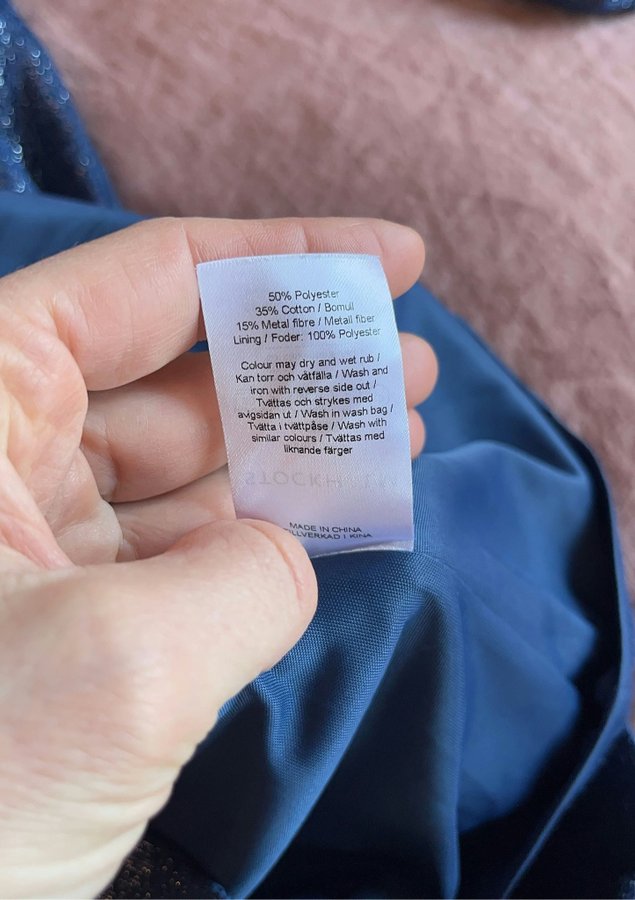 50% Polyester
35% Cotton / Bomull
15% Metal fibre / Metall fiber
Lining / Foder: 100% Polyester
Colour may dry and wet rub /
Kan torr och våtfälla / Wash and
iron with reverse side out /
Tvättas och strykes med
avigsidan ut / Wash in wash bag /
Tvätta i tvättpåse / Wash with
similar colours / Tvättas med
liknande färger
MADE IN CHINA
ILLVERKAD I KINA